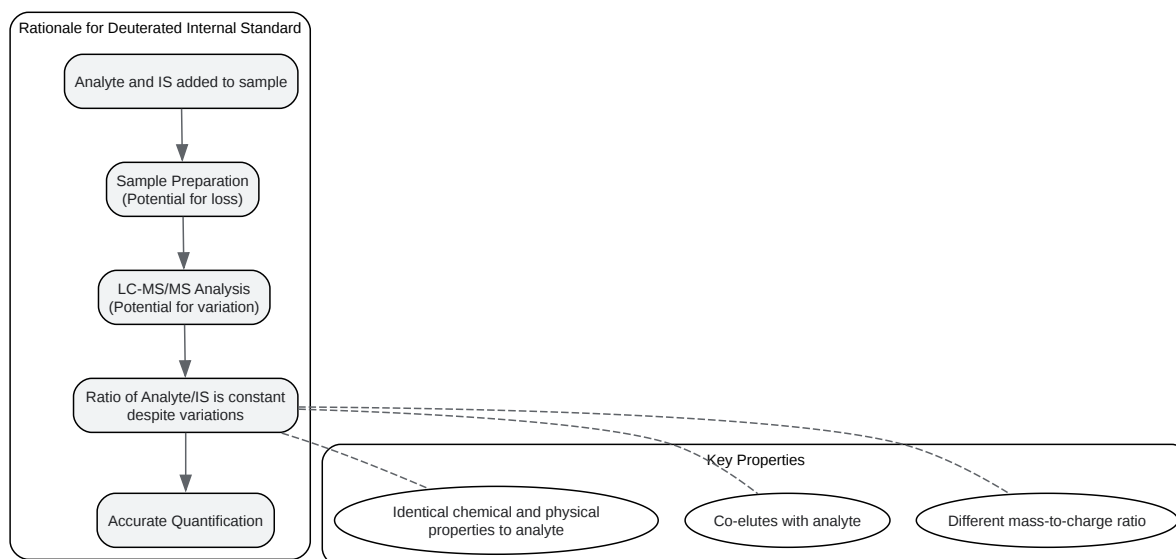 Rationale for Deuterated Internal Standard
Analyte and IS added to sample
Sample Preparation
(Potential for loss)
LC-MS/MS Analysis
(Potential for variation)
Ratio of Analyte/IS is constant
despite variations
Accurate Quantification
Key Properties
Identical chemical and physical
properties to analyte
Co-elutes with analyte
Different mass-to-charge ratio